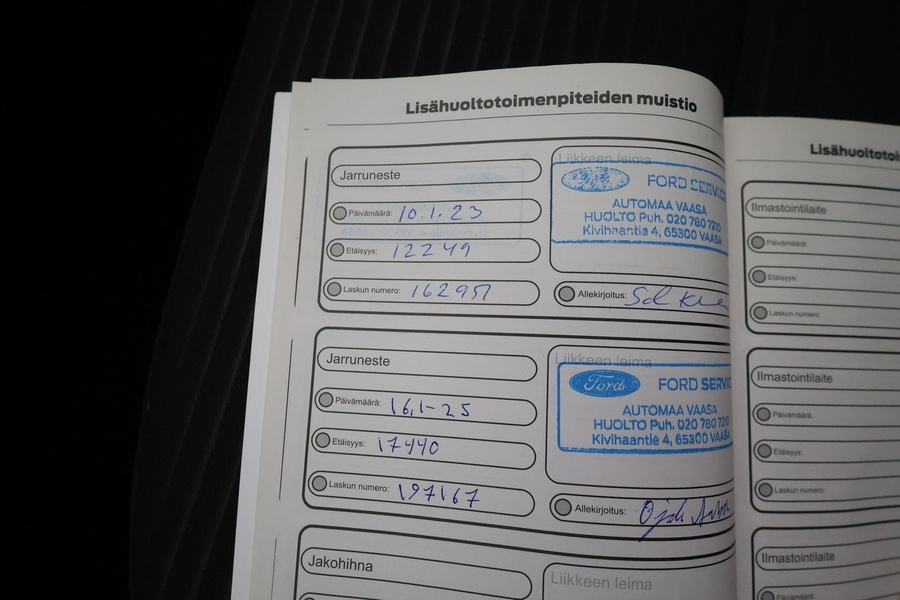 Lisähuoltotoimenpiteiden muistio
Jarruneste
Päivämäärä: 10.1.23
Etäisyys: 12249
Laskun numero:
Liikkeen leima
FORD SERVIC
AUTOMAA VAASA
HUOLTO Puh. 020 780 7210
Kivihaantie 4, 65300 VAASA
Allekirjoitus:
Jarruneste
Päivämäärä: 16.1-25
Etäisyys: 17440
Laskun numero: 197167
Liikkeen leima
Ford
FORD SERVIC
AUTOMAA VAASA
HUOLTO Puh. 020 780 7210
Kivihaantie 4, 65300 VAASA
Allekirjoitus:
Jakohihna
Liikkeen leima
Lisähuoltotoi
Ilmastointilaite
Päivämäärä:
Etäisyys:
Laskun numero:
Ilmastointilaite
Päivämäärä:
Etäisyys:
Laskun numero:
Ilmastointilaite
Päivämäärä: